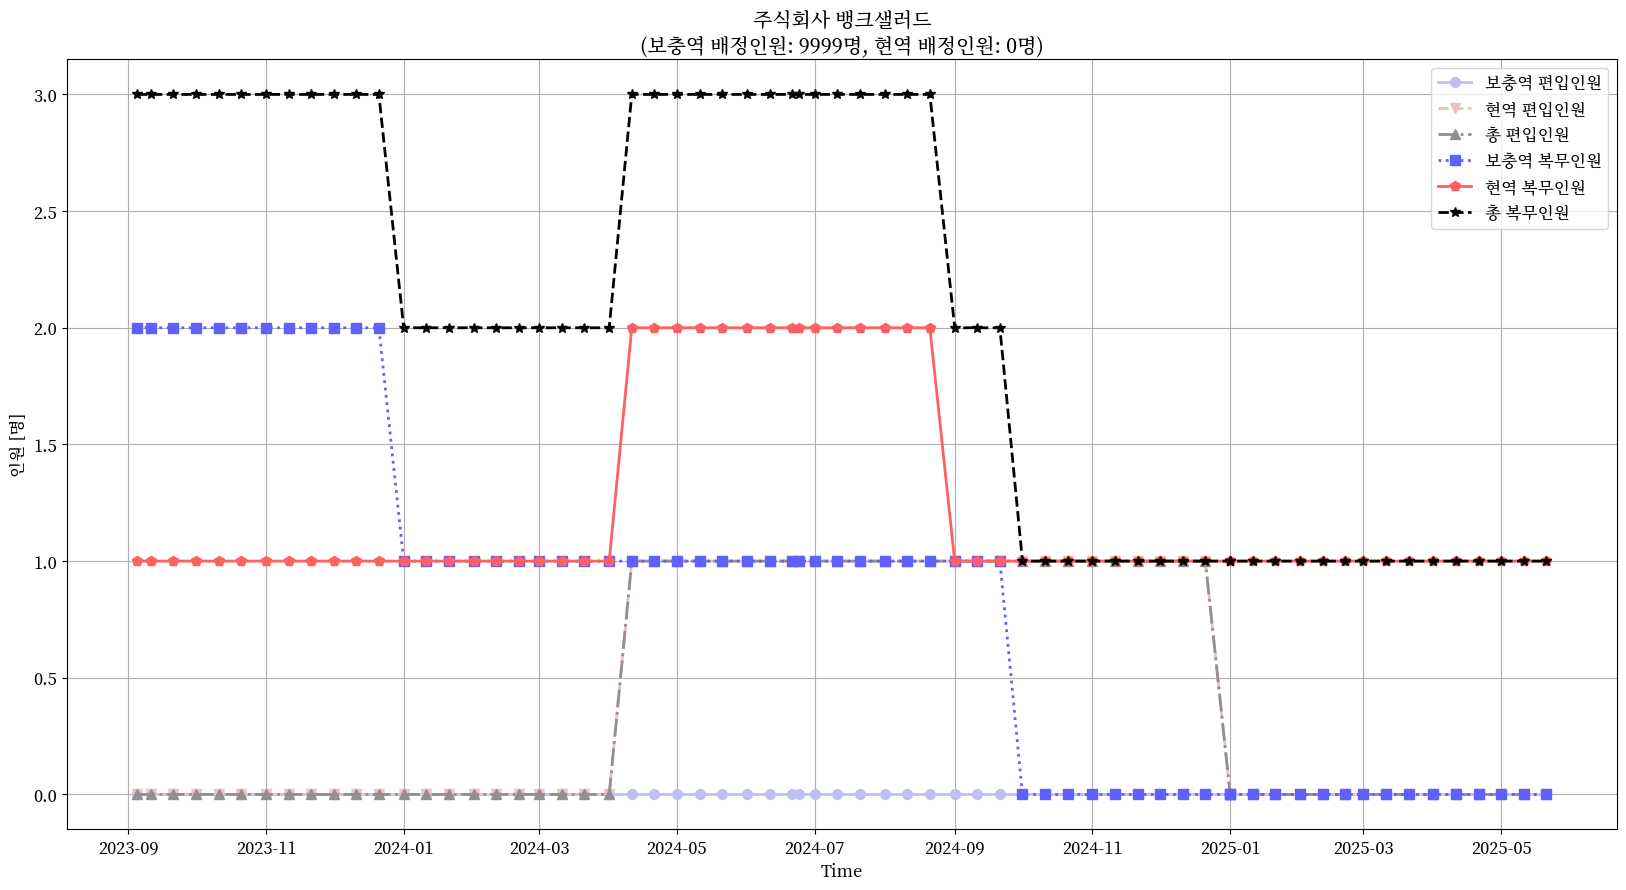 주식회사 뱅크샐러드
(보충역 배정인원: 9999명, 현역 배정인원: 0명)
보충역 편입인원
현역 편입인원
총 편입인원
보충역 복무인원
현역 복무인원
총 복무인원
인원 [명]
3.0
2.5
2.0
1.5
1.0
0.5
0.0
2023-09
2023-11
2024-01
2024-03
2024-05
2024-07
2024-09
2024-11
2025-01
2025-03
2025-05
Time